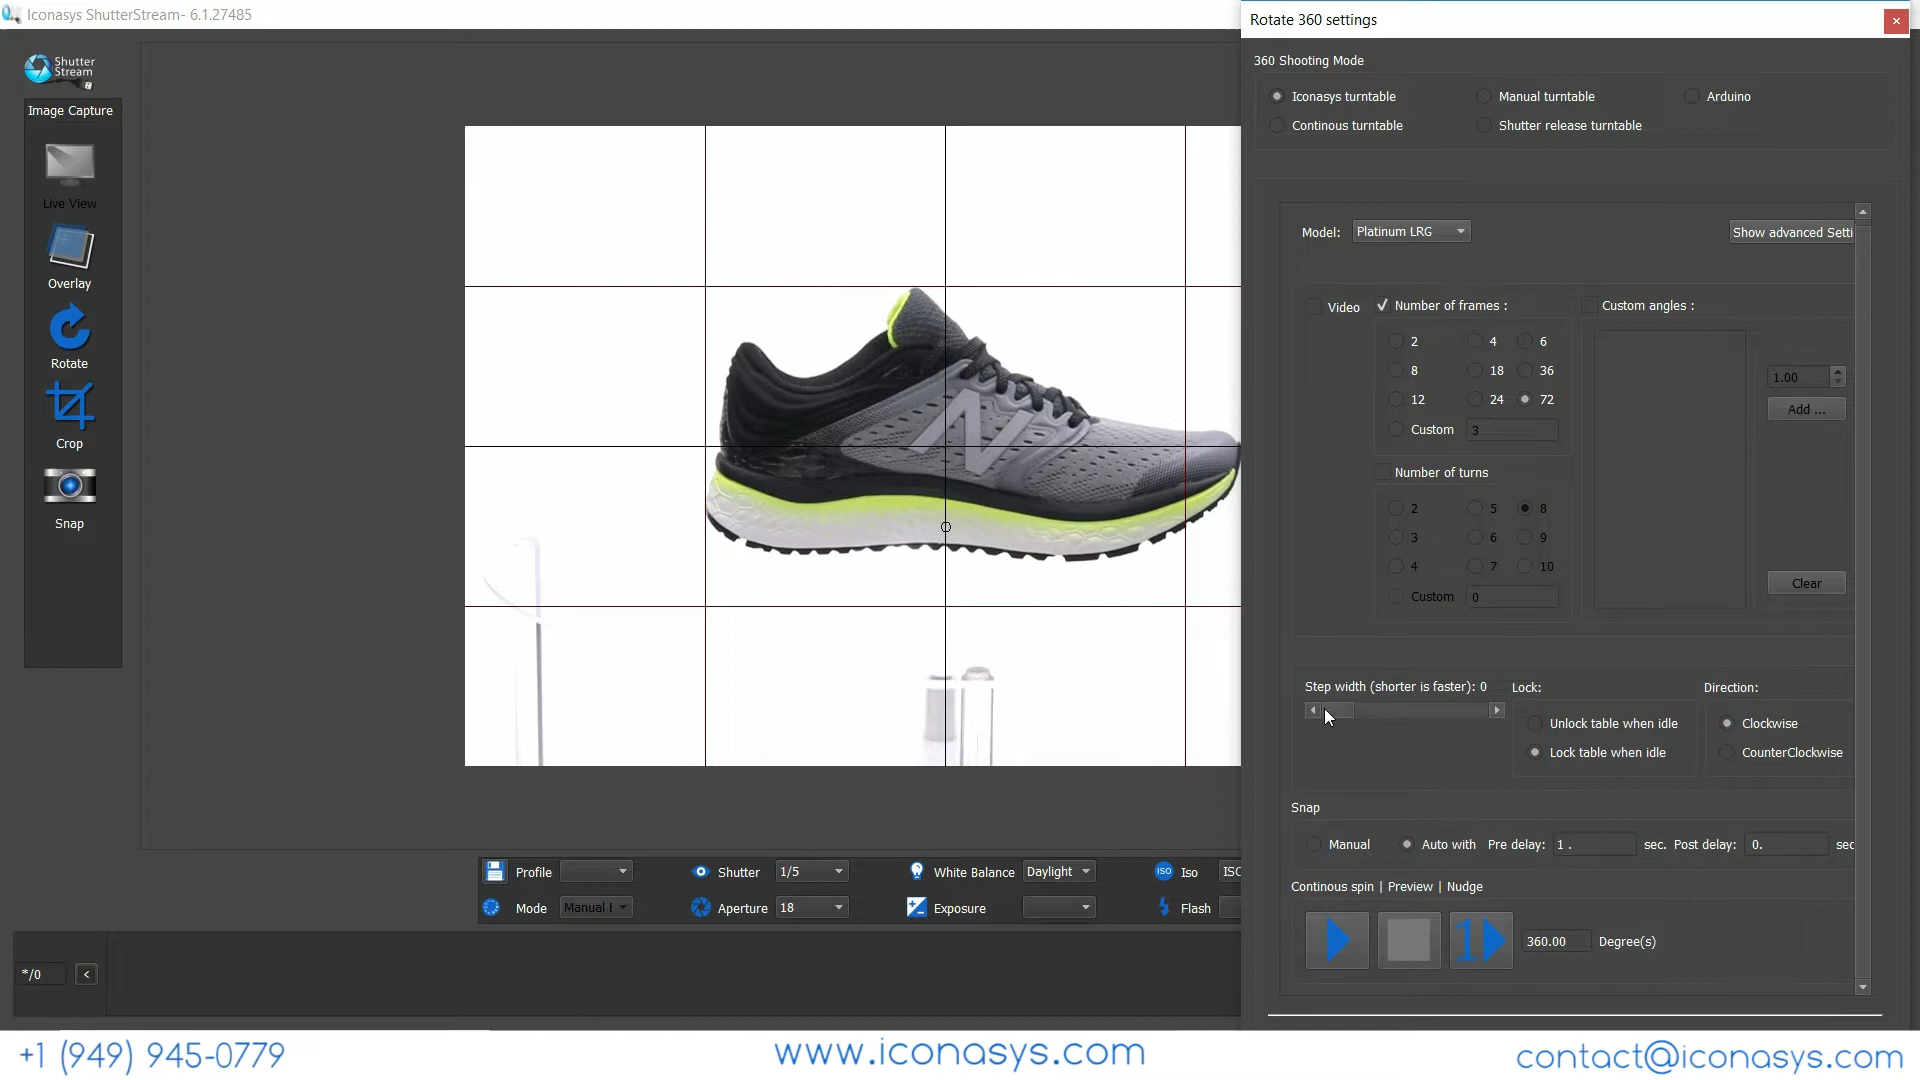 Iconasys ShutterStream- 6.1.27485
Shutter
Stream
Image Capture
Live View
Overlay
Rotate
Crop
Snap
N
Profile
Shutter
1/5
White Balance
Daylight
ISO
Iso
Mode
Aperture
18
Exposure
Flash
*/0
<
Rotate 360 settings
360 Shooting Mode
Iconasys turntable
Manual turntable
Arduino
Continous turntable
Shutter release turntable
Model:
Platinum LRG
Show advanced Setti
Video
Number of frames :
Custom angles :
2
4
6
8
18
36
1.00
12
24
72
Add ...
Custom
3
Number of turns
2
5
8
3
6
9
4
7
10
Clear
Custom
0
Step width (shorter is faster): 0
Lock:
Direction:
Unlock table when idle
Clockwise
Lock table when idle
CounterClockwise
Snap
Manual
Auto with
Pre delay:
1 .
sec.
Post delay:
0.
sec
Continous spin | Preview | Nudge
1
360.00
Degree(s)
+1 (949) 945-0779
www.iconasys.com
contact@iconasys.com